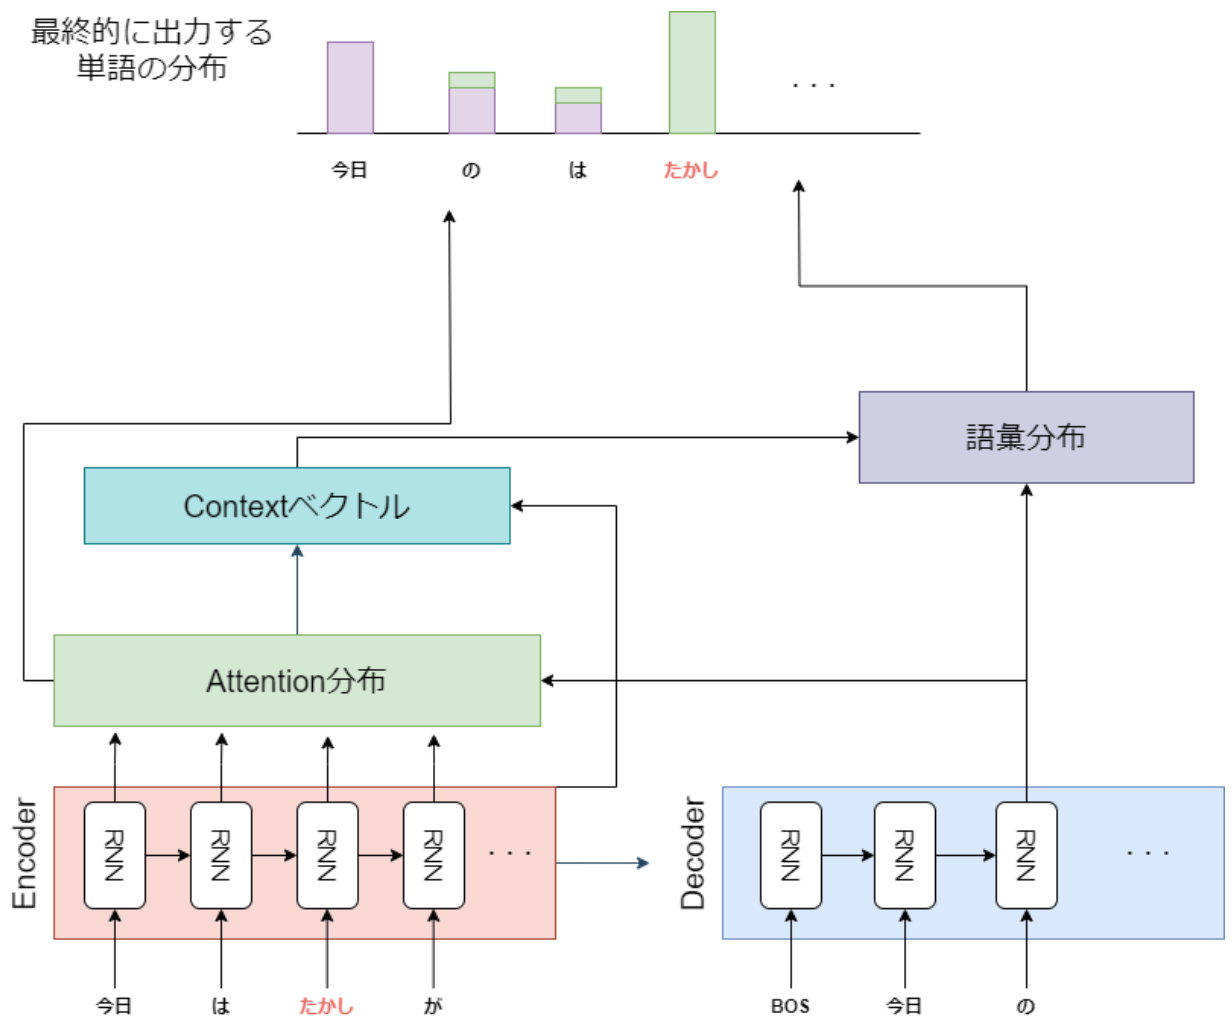 最終的に出力する
単語の分布
. . .
今日
の
は
たかし
語彙分布
Contextベクトル
Attention分布
Encoder
RNN
RNN
RNN
RNN
. . .
Decoder
RNN
RNN
RNN
. . .
今日
は
たかし
が
BOS
今日
の